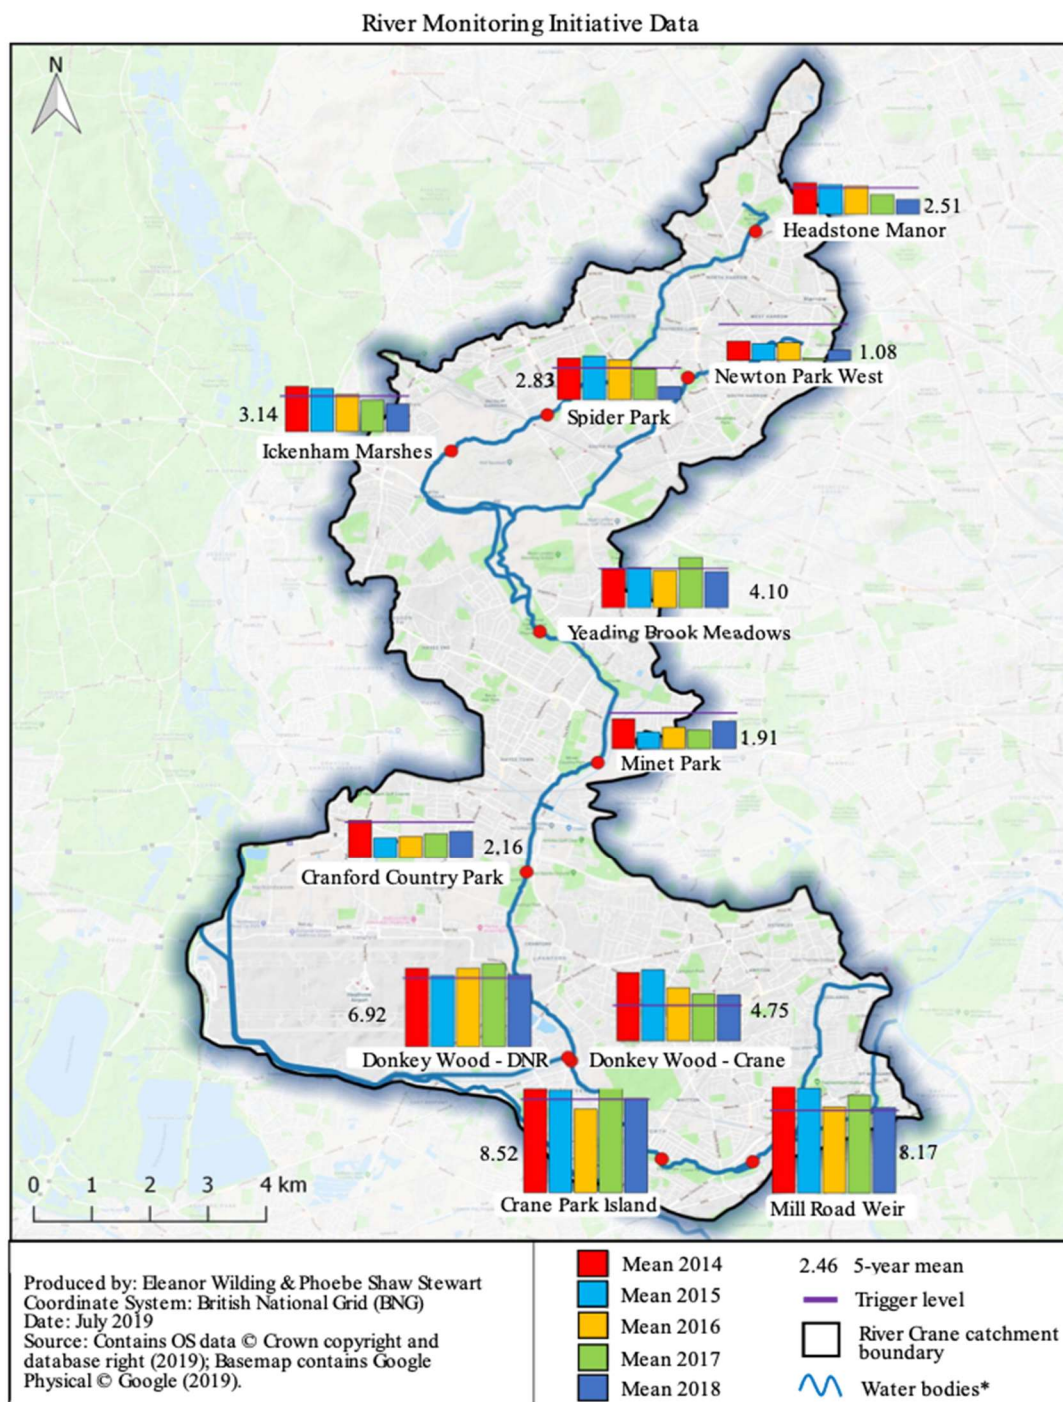 River Monitoring Initiative Data
N
2.51
Headstone Manor
1.08
Newton Park West
2.83
Spider Park
3.14
Ickenham Marshes
4.10
Yeading Brook Meadows
1.91
Minet Park
2.16
Cranford Country Park
6.92
Donkey Wood - DNR
4.75
Donkey Wood - Crane
8.52
Crane Park Island
8.17
Mill Road Weir
0 1 2 3 4 km
Produced by: Eleanor Wilding & Phoebe Shaw Stewart
Coordinate System: British National Grid (BNG)
Date: July 2019
Source: Contains OS data © Crown copyright and
database right (2019); Basemap contains Google
Physical © Google (2019).
Mean 2014
Mean 2015
Mean 2016
Mean 2017
Mean 2018
2.46 5-year mean
Trigger level
River Crane catchment
boundary
Water bodies*